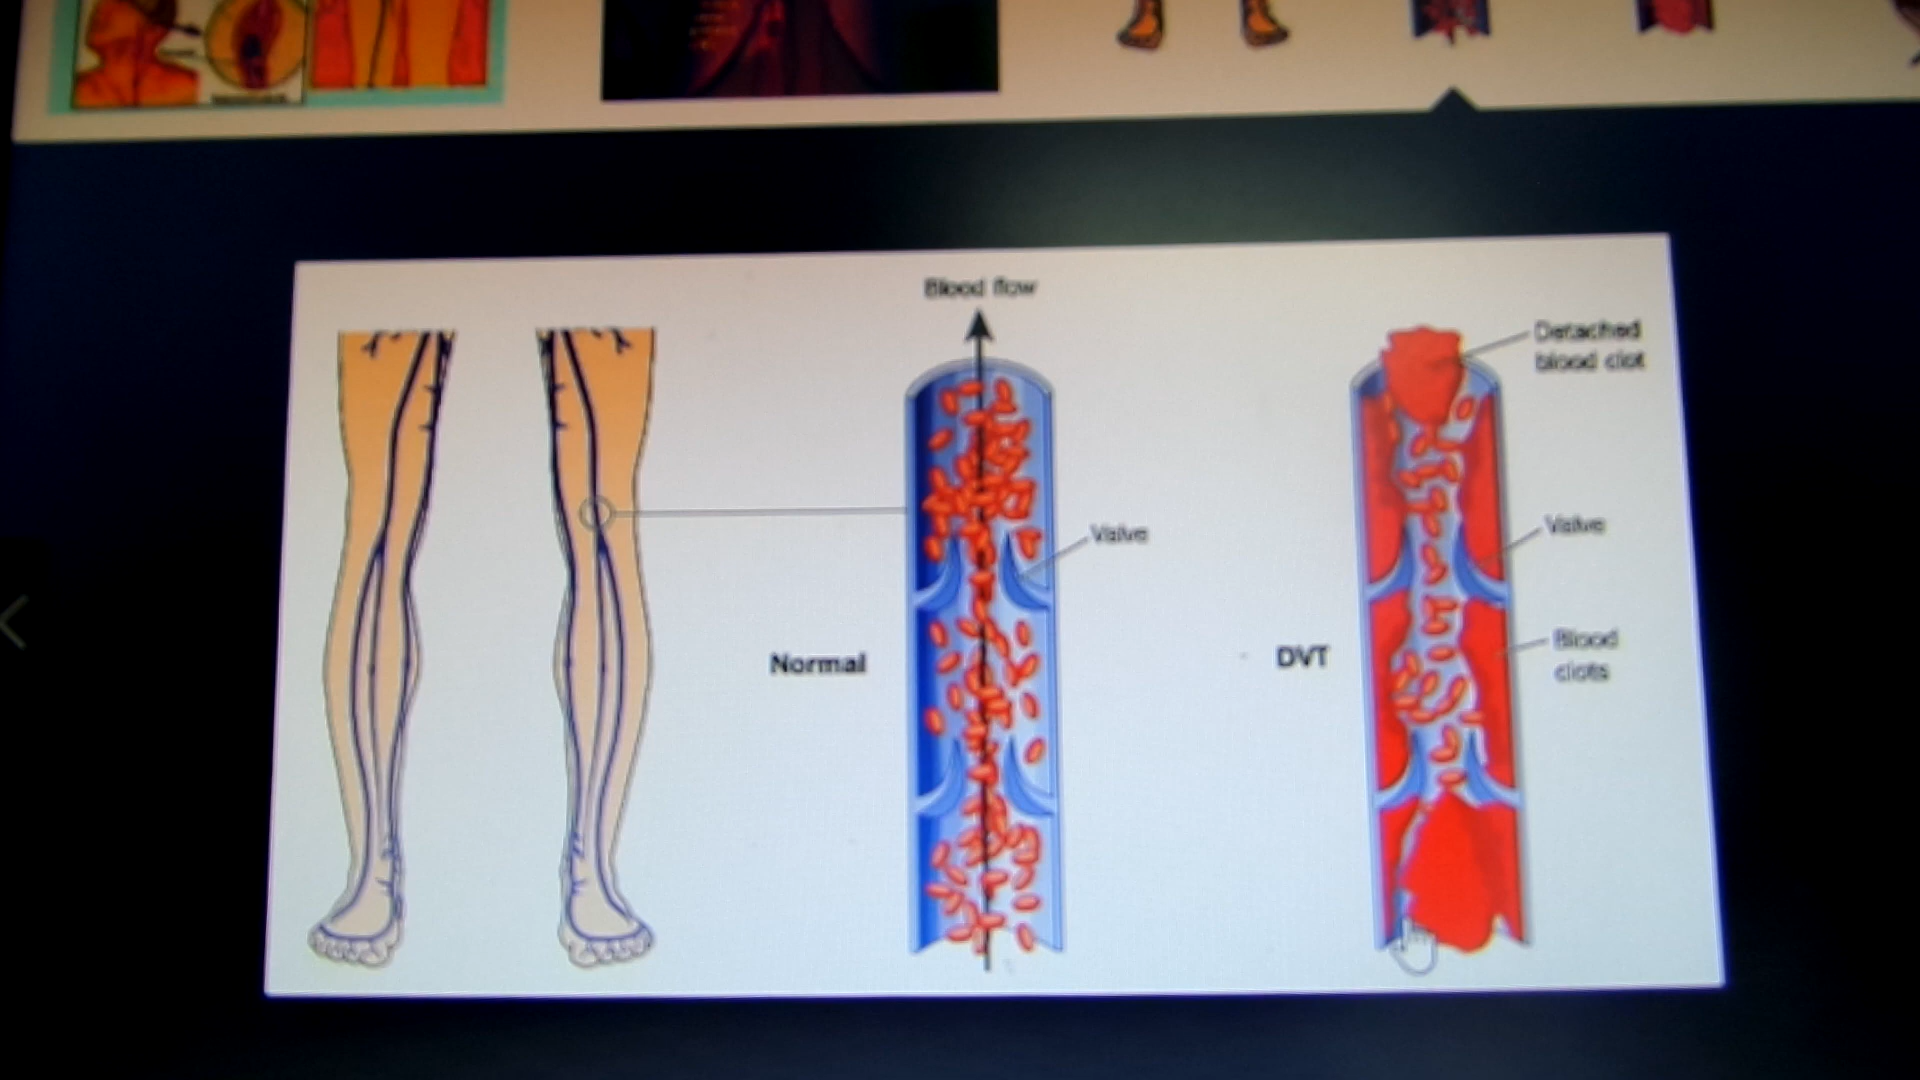 Blood flow
Detached
blood clot
Valve
Valve
Normal
DVT
Blood
clots